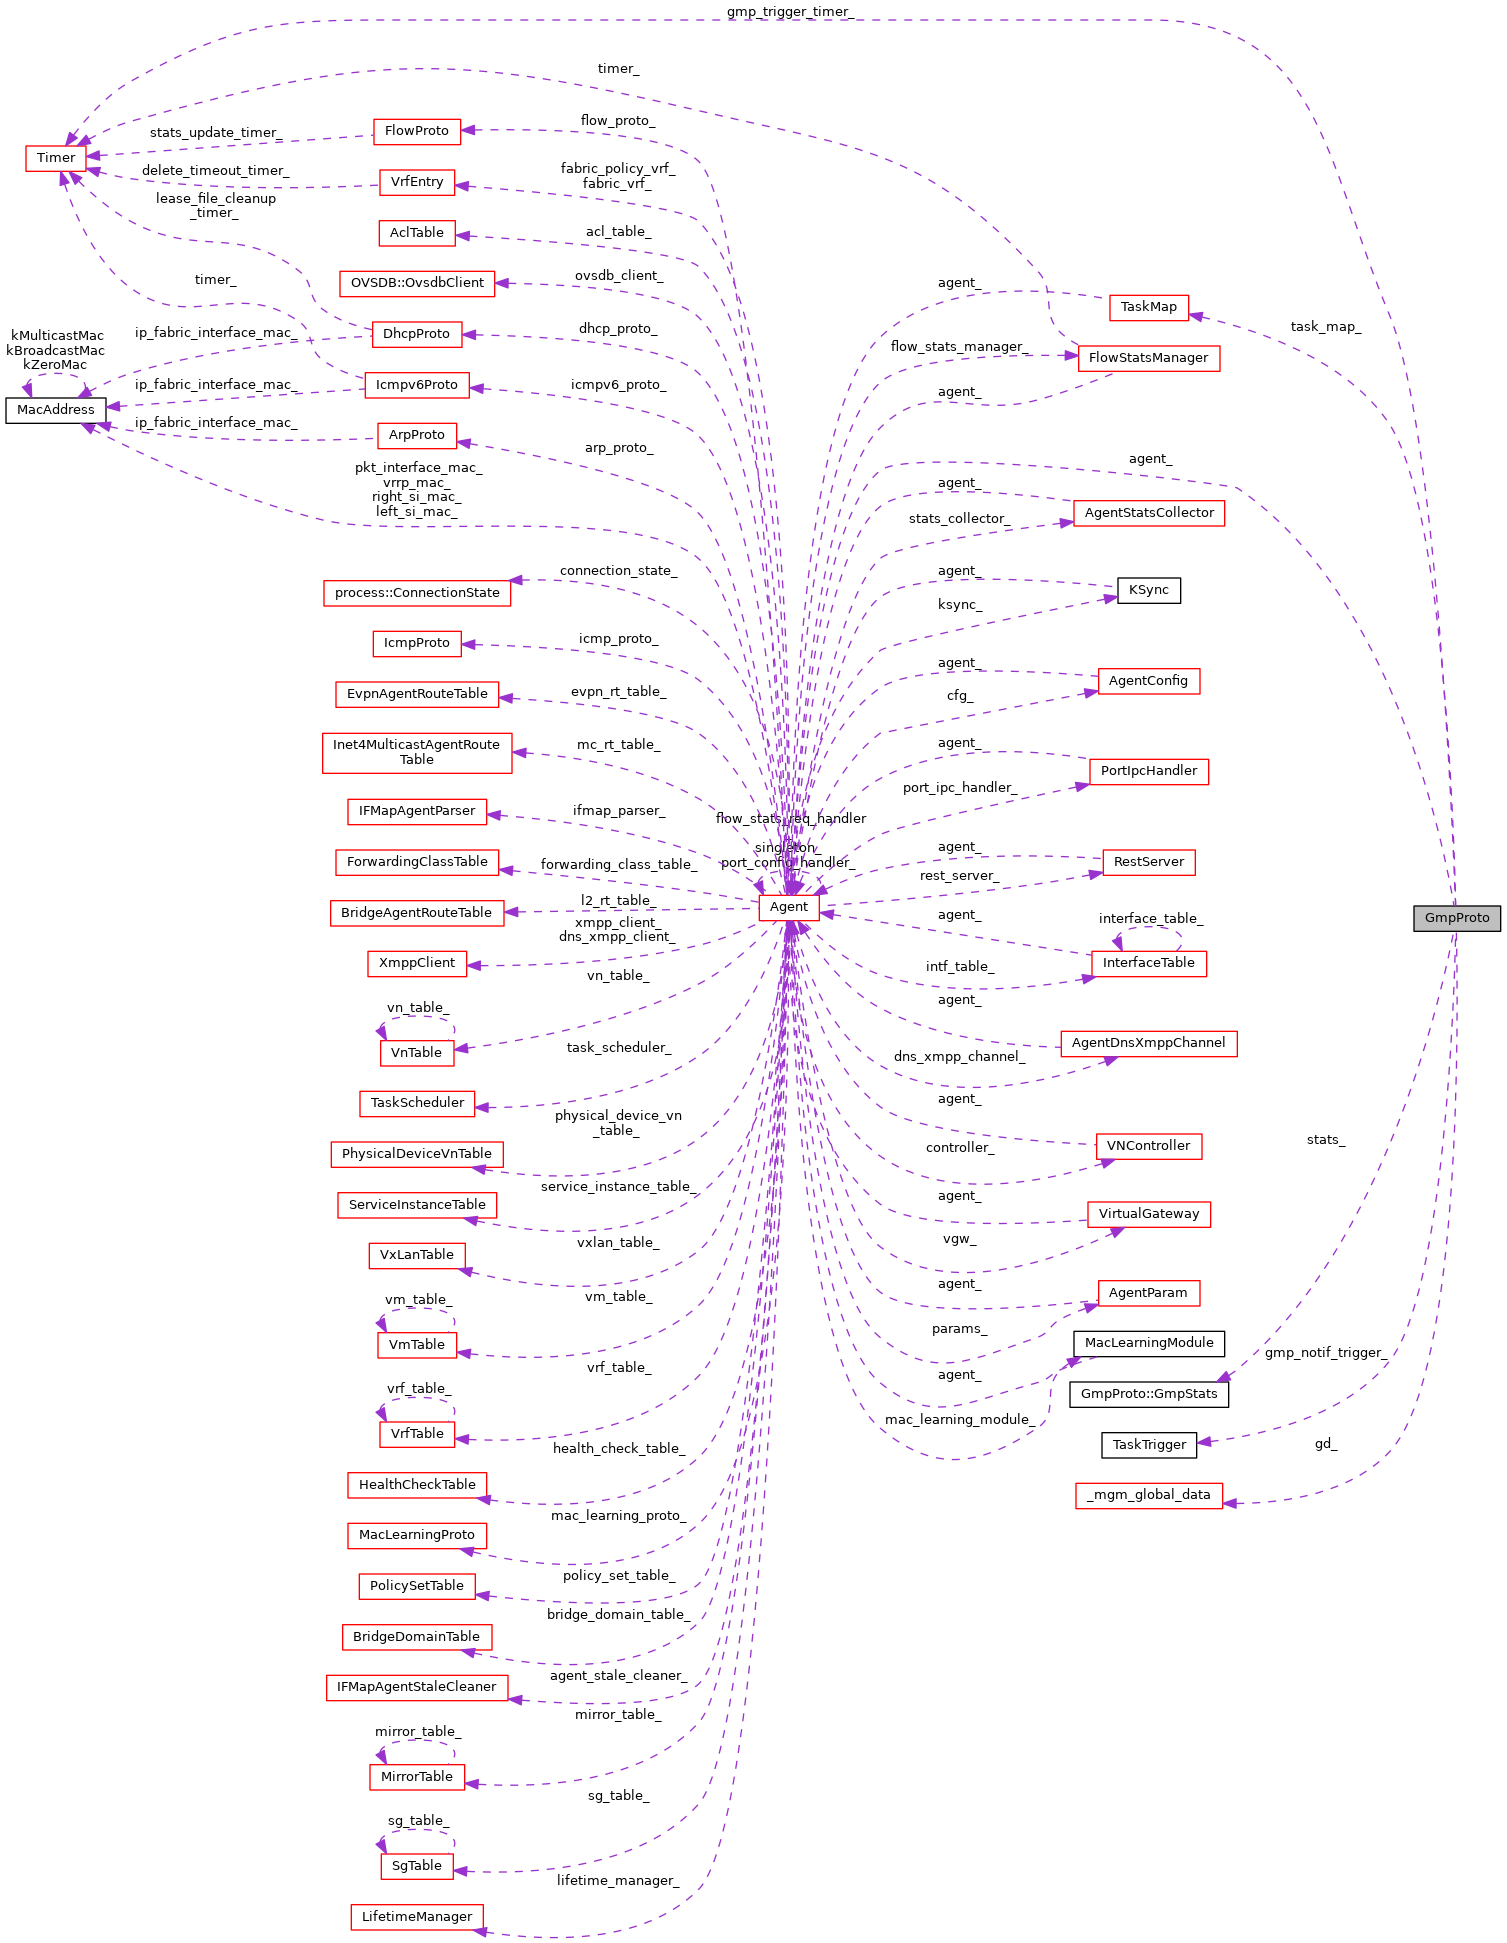 gmp_trigger_timer_
timer_
flow_proto_
FlowProto
stats_update_timer_
Timer
delete_timeout_timer_
VrfEntry
fabric_policy_vrf_
fabric_vrf_
lease_file_cleanup
_timer_
AclTable
acl_table_
timer_
OVSDB::OvsdbClient
ovsdb_client_
agent_
TaskMap
task_map_
kMulticastMac
kBroadcastMac
kZeroMac
ip_fabric_interface_mac_
DhcpProto
dhcp_proto_
flow_stats_manager_
FlowStatsManager
ip_fabric_interface_mac_
Icmpv6Proto
icmpv6_proto_
agent_
MacAddress
ip_fabric_interface_mac_
ArpProto
arp_proto_
agent_
pkt_interface_mac_
vrrp_mac_
right_si_mac_
left_si_mac_
agent_
stats_collector_
AgentStatsCollector
connection_state_
process::ConnectionState
agent_
KSync
ksync_
icmp_proto_
IcmpProto
agent_
AgentConfig
cfg_
EvpnAgentRouteTable
evpn_rt_table_
Inet4MulticastAgentRoute
Table
mc_rt_table_
agent_
PortIpcHandler
port_ipc_handler_
IFMapAgentParser
ifmap_parser_
flow_stats_req_handler
_
singleton_
port_config_handler_
ForwardingClassTable
forwarding_class_table_
agent_
RestServer
rest_server_
BridgeAgentRouteTable
l2_rt_table_
Agent
agent_
interface_table_
GmpProto
xmpp_client_
dns_xmpp_client_
XmppClient
intf_table_
InterfaceTable
vn_table_
vn_table_
VnTable
agent_
AgentDnsXmppChannel
dns_xmpp_channel_
task_scheduler_
TaskScheduler
agent_
physical_device_vn
_table_
PhysicalDeviceVnTable
controller_
VNController
stats_
service_instance_table_
ServiceInstanceTable
agent_
VirtualGateway
vgw_
VxLanTable
vxlan_table_
agent_
AgentParam
params_
vm_table_
vm_table_
VmTable
MacLearningModule
gmp_notif_trigger_
agent_
GmpProto::GmpStats
vrf_table_
vrf_table_
VrfTable
mac_learning_module_
TaskTrigger
gd_
health_check_table_
HealthCheckTable
_mgm_global_data
mac_learning_proto_
MacLearningProto
policy_set_table_
PolicySetTable
bridge_domain_table_
BridgeDomainTable
agent_stale_cleaner_
IFMapAgentStaleCleaner
mirror_table_
mirror_table_
MirrorTable
sg_table_
sg_table_
SgTable
lifetime_manager_
LifetimeManager